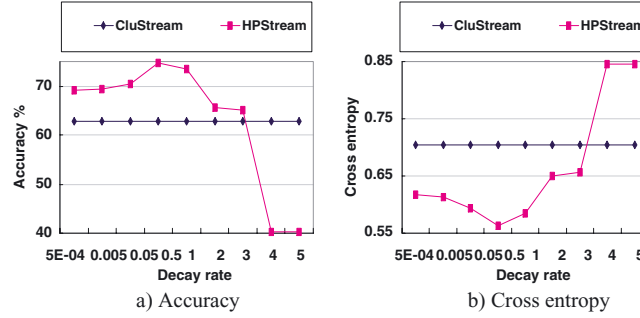 CluStream HPStream
Accuracy %
70
60
50
40
5E-04 0.005 0.05 0.5 1 2 3 4 5
Decay rate
a) Accuracy
CluStream HPStream
Cross entropy
0.85
0.75
0.65
0.55
5E-04 0.005 0.05 0.5 1 2 3 4 5
Decay rate
b) Cross entropy